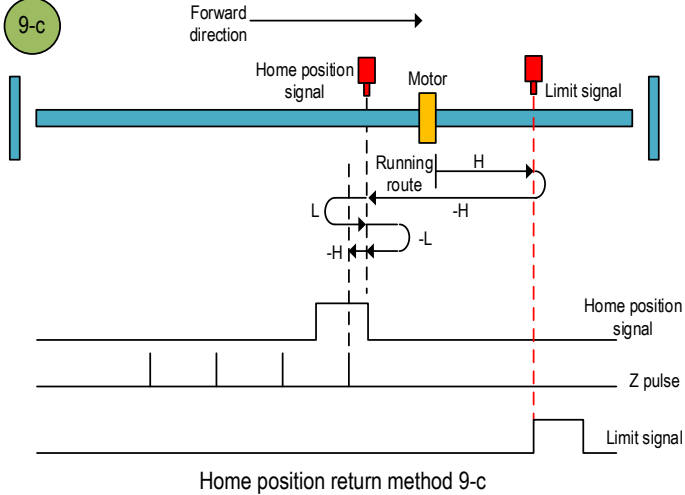 9-c
Forward
direction
Home position
signal
Motor
Limit signal
Running
route
H
-H
L
-L
-H
Home position
signal
Z pulse
Limit signal
Home position return method 9-c